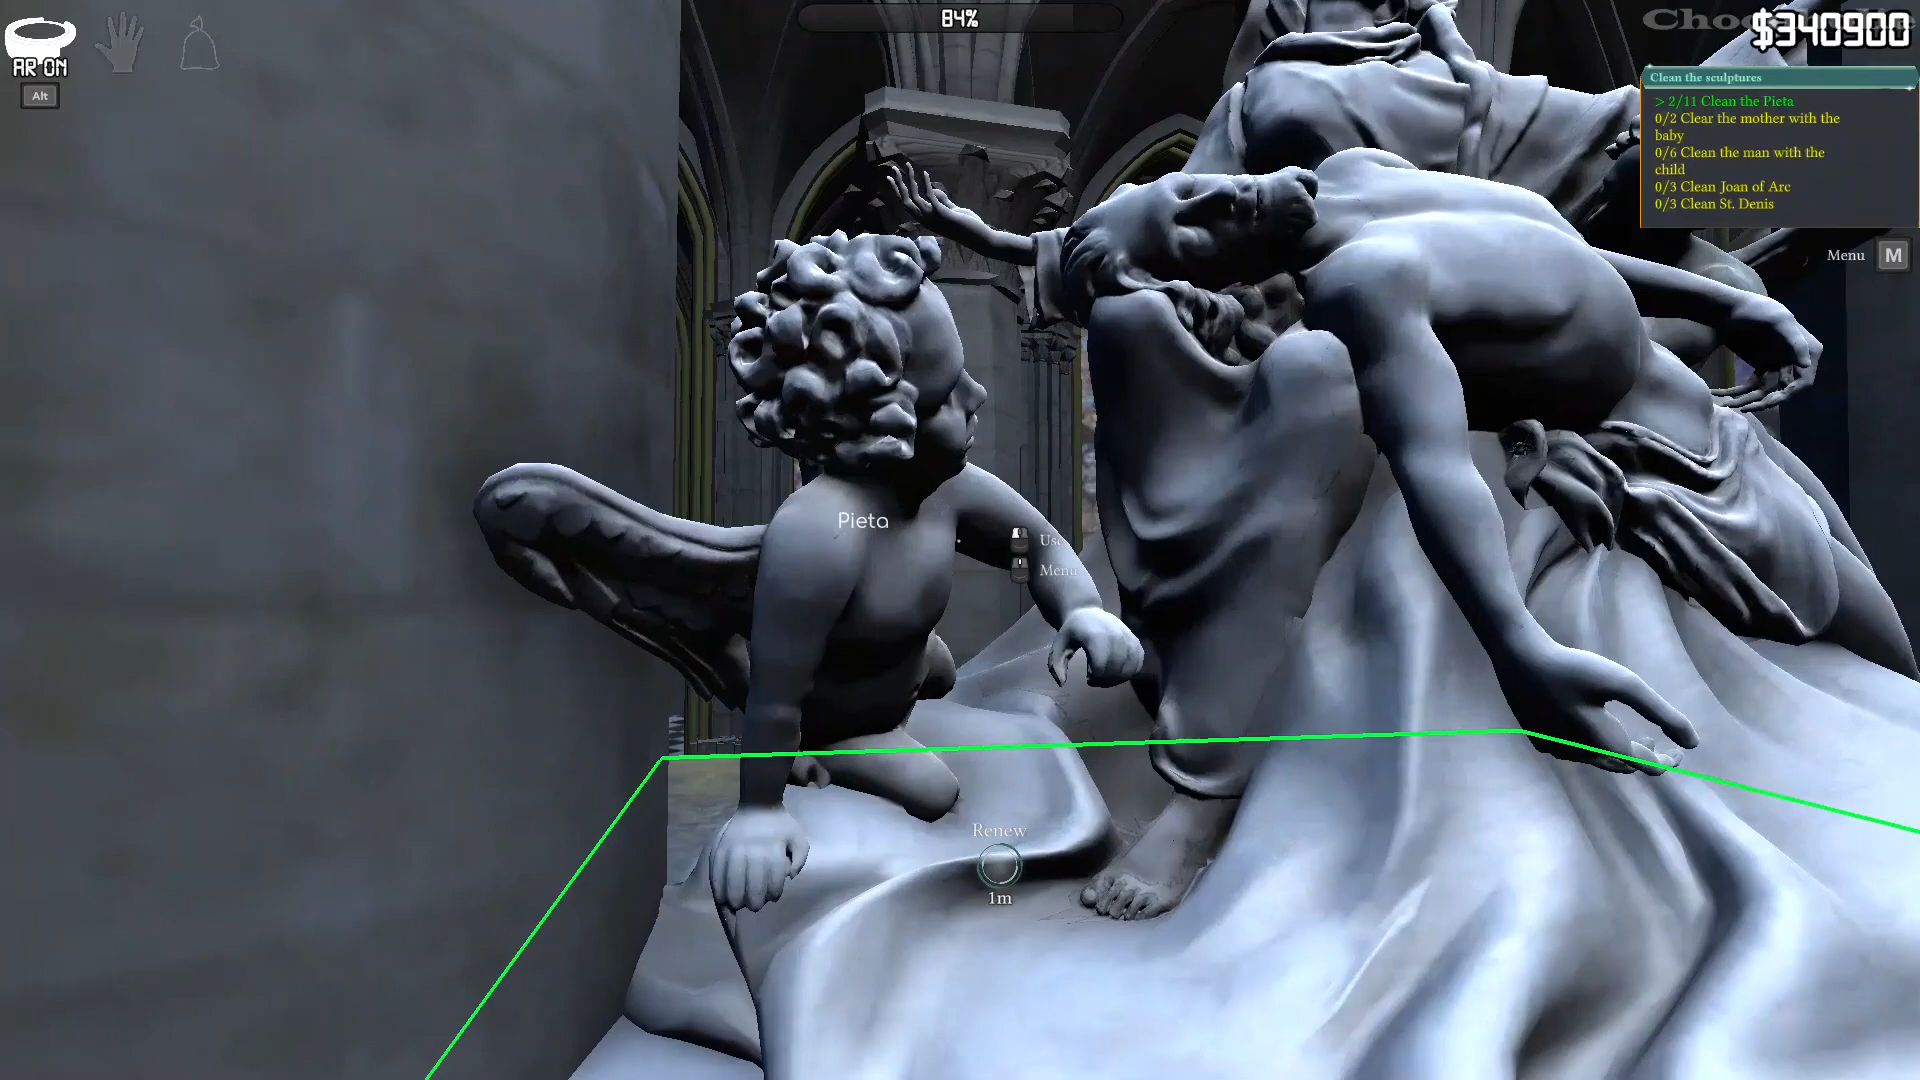 84%
$340900
AR ON
Alt
Clean the sculptures
> 2/11 Clean the Pieta
0/2 Clear the mother with the
baby
0/6 Clean the man with the
child
0/3 Clean Joan of Arc
0/3 Clean St. Denis
Menu M
Pieta
Use
Menu
Renew
1m